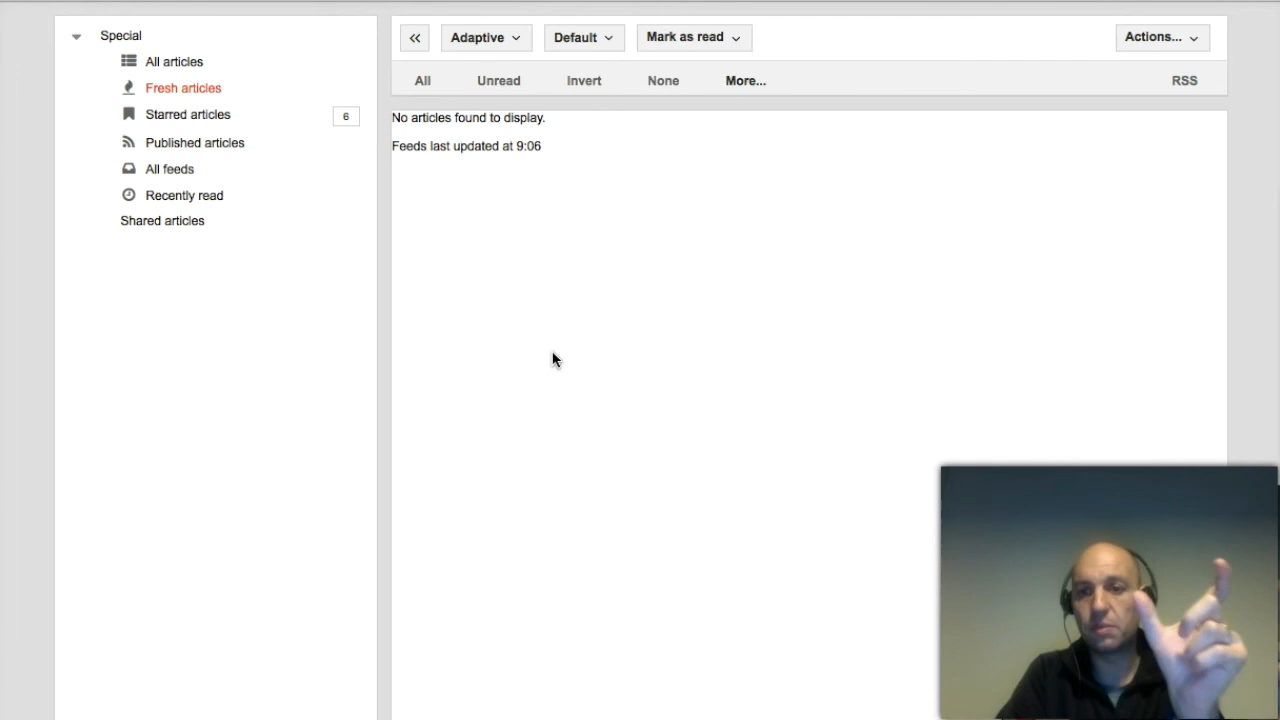 Special
All articles
Fresh articles
Starred articles 6
Published articles
All feeds
Recently read
Shared articles
Adaptive Default Mark as read Actions...
All Unread Invert None More... RSS
No articles found to display.
Feeds last updated at 9:06